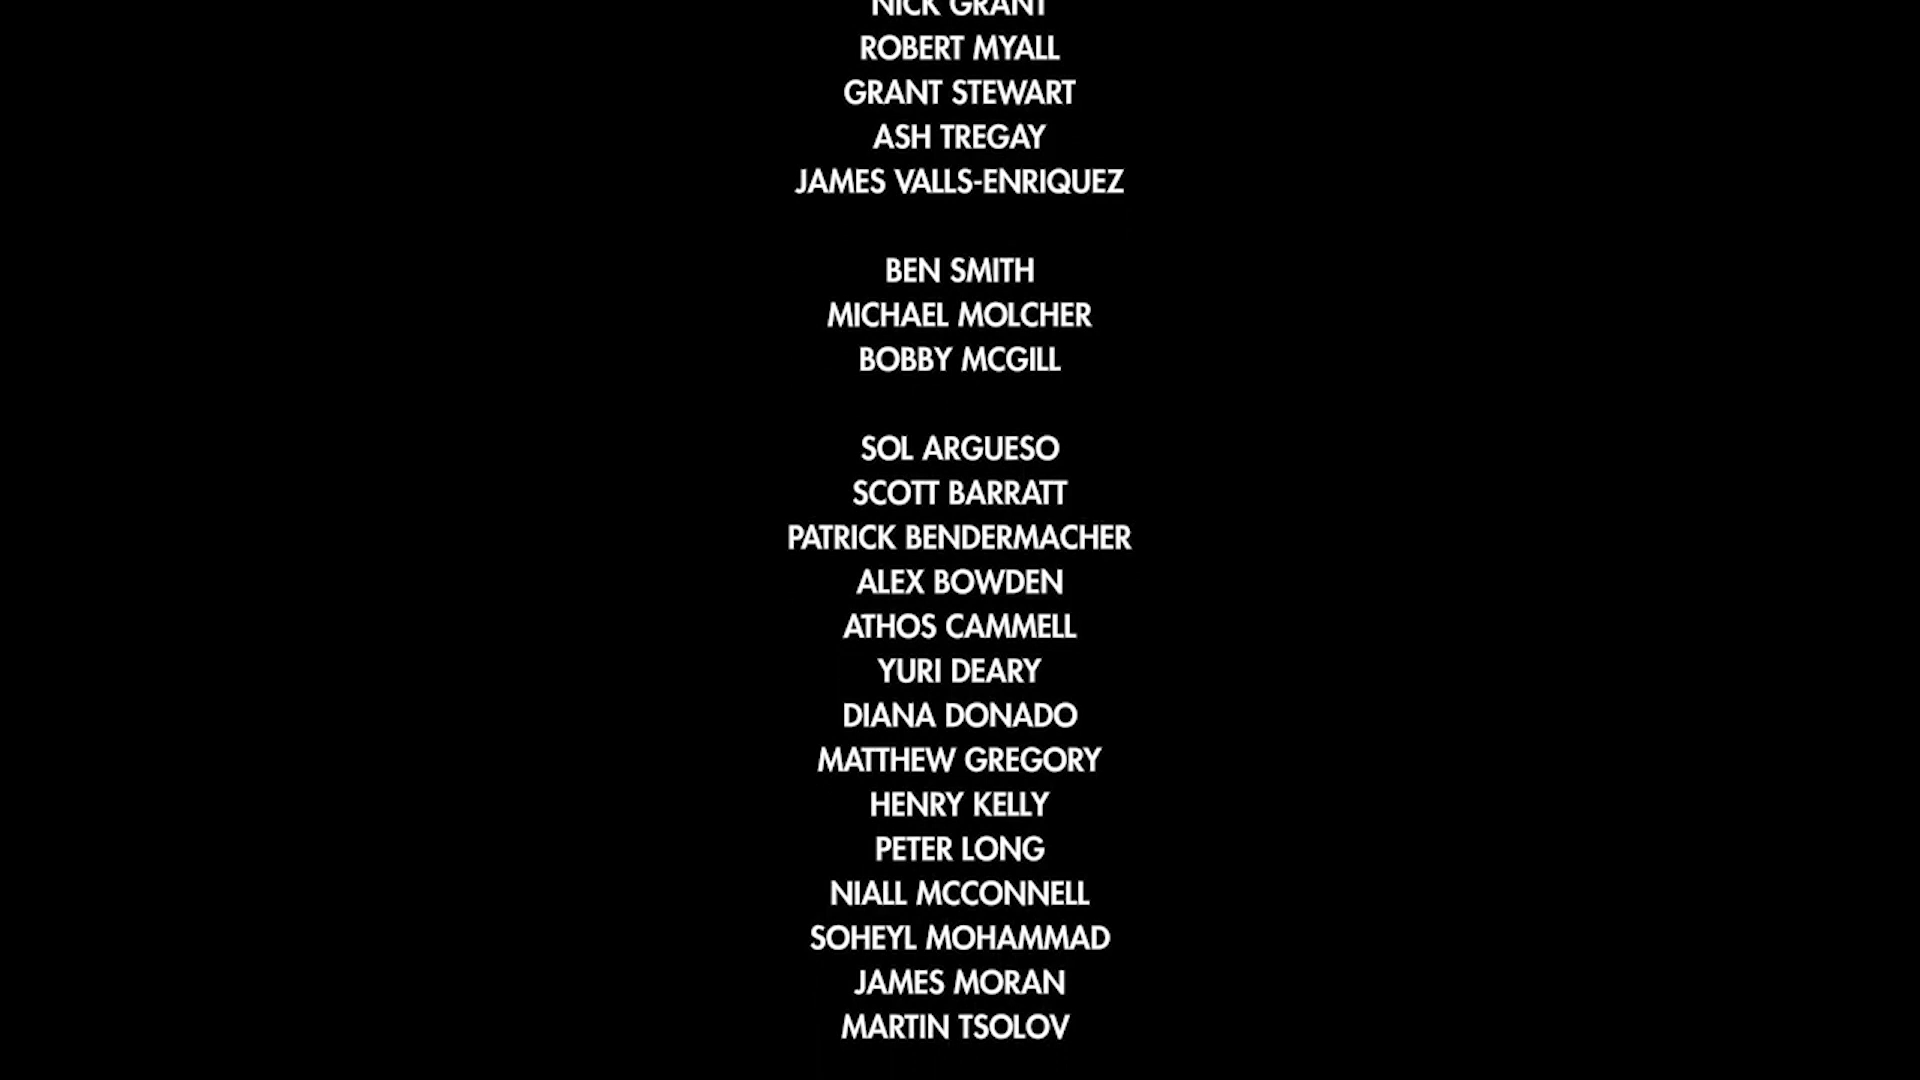 NICK GRANT
ROBERT MYALL
GRANT STEWART
ASH TREGAY
JAMES VALLS-ENRIQUEZ
BEN SMITH
MICHAEL MOLCHER
BOBBY MCGILL
SOL ARGUESO
SCOTT BARRATT
PATRICK BENDERMACHER
ALEX BOWDEN
ATHOS CAMMELL
YURI DEARY
DIANA DONADO
MATTHEW GREGORY
HENRY KELLY
PETER LONG
NIALL MCCONNELL
SOHEYL MOHAMMAD
JAMES MORAN
MARTIN TSOLOV